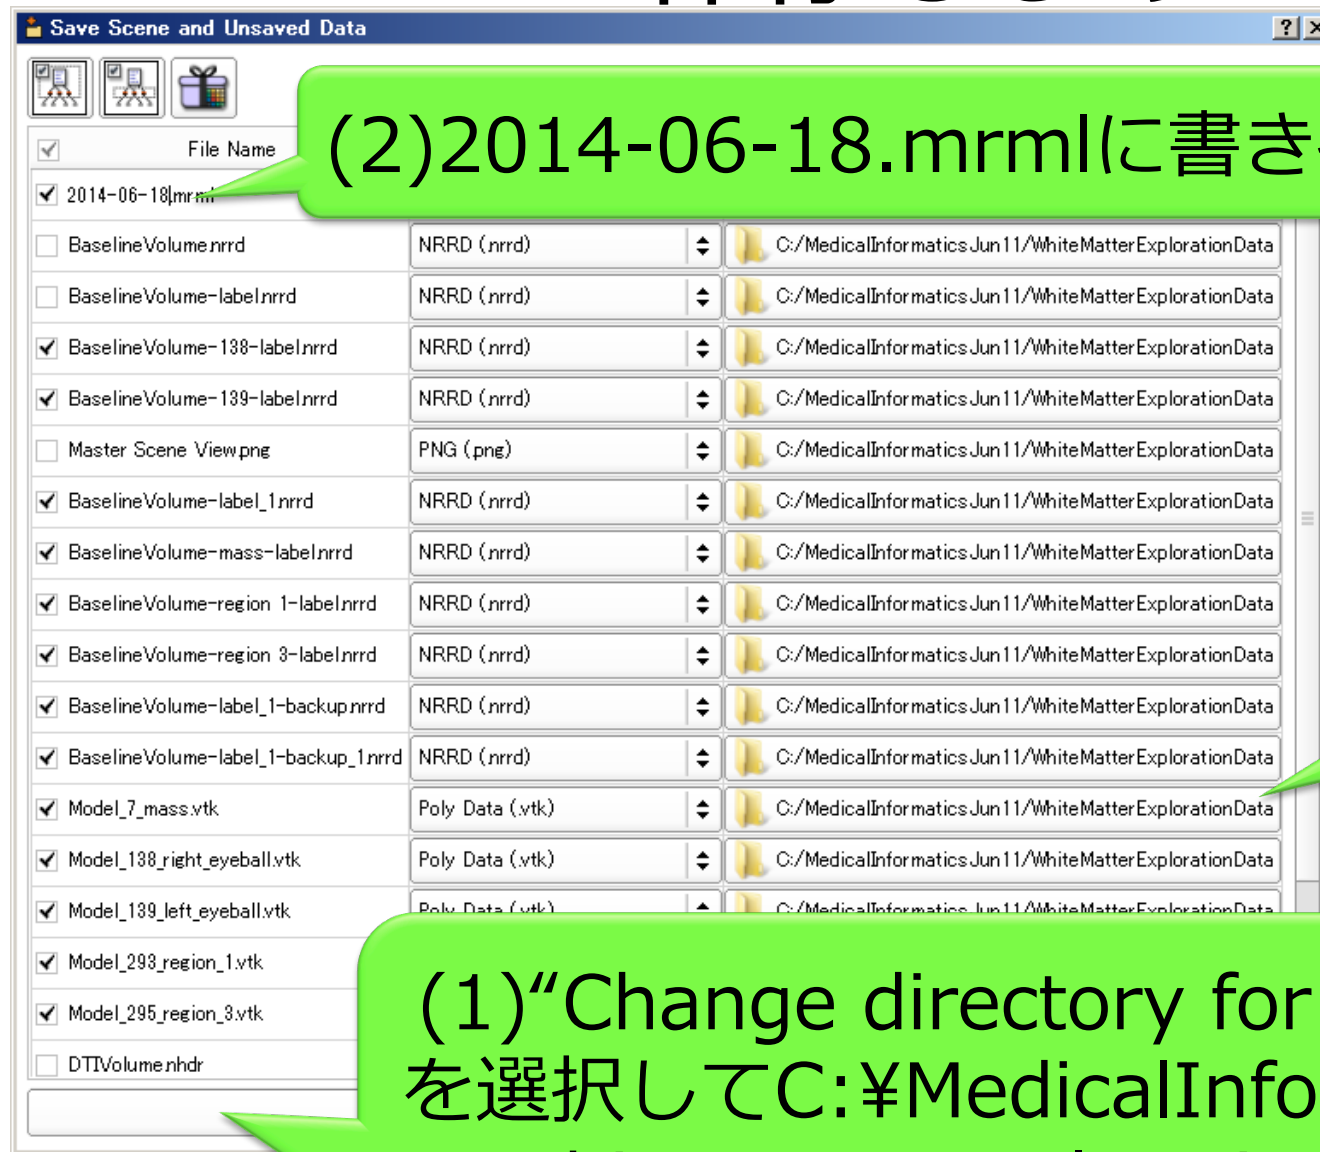 Save Scene and Unsaved Data
(2)2014-06-18.mrmlに書き
File Name
2014-06-18.mrml
BaselineVolume.nrrd NRRD (.nrrd) C:/MedicalInformaticsJun11/WhiteMatterExplorationData
BaselineVolume-label.nrrd NRRD (.nrrd) C:/MedicalInformaticsJun11/WhiteMatterExplorationData
BaselineVolume-138-label.nrrd NRRD (.nrrd) C:/MedicalInformaticsJun11/WhiteMatterExplorationData
BaselineVolume-139-label.nrrd NRRD (.nrrd) C:/MedicalInformaticsJun11/WhiteMatterExplorationData
Master Scene View.png PNG (.png) C:/MedicalInformaticsJun11/WhiteMatterExplorationData
BaselineVolume-label_1.nrrd NRRD (.nrrd) C:/MedicalInformaticsJun11/WhiteMatterExplorationData
BaselineVolume-mass-label.nrrd NRRD (.nrrd) C:/MedicalInformaticsJun11/WhiteMatterExplorationData
BaselineVolume-region 1-label.nrrd NRRD (.nrrd) C:/MedicalInformaticsJun11/WhiteMatterExplorationData
BaselineVolume-region 3-label.nrrd NRRD (.nrrd) C:/MedicalInformaticsJun11/WhiteMatterExplorationData
BaselineVolume-label_1-backup.nrrd NRRD (.nrrd) C:/MedicalInformaticsJun11/WhiteMatterExplorationData
BaselineVolume-label_1-backup_1.nrrd NRRD (.nrrd) C:/MedicalInformaticsJun11/WhiteMatterExplorationData
Model_7_mass.vtk Poly Data (.vtk) C:/MedicalInformaticsJun11/WhiteMatterExplorationData
Model_138_right_eyeball.vtk Poly Data (.vtk) C:/MedicalInformaticsJun11/WhiteMatterExplorationData
Model_139_left_eyeball.vtk Poly Data (.vtk) C:/MedicalInformaticsJun11/WhiteMatterExplorationData
Model_293_region_1.vtk
Model_295_region_3.vtk
DTIVolume.nhdr
(1)“Change directory for
を選択してC:¥MedicalInfo